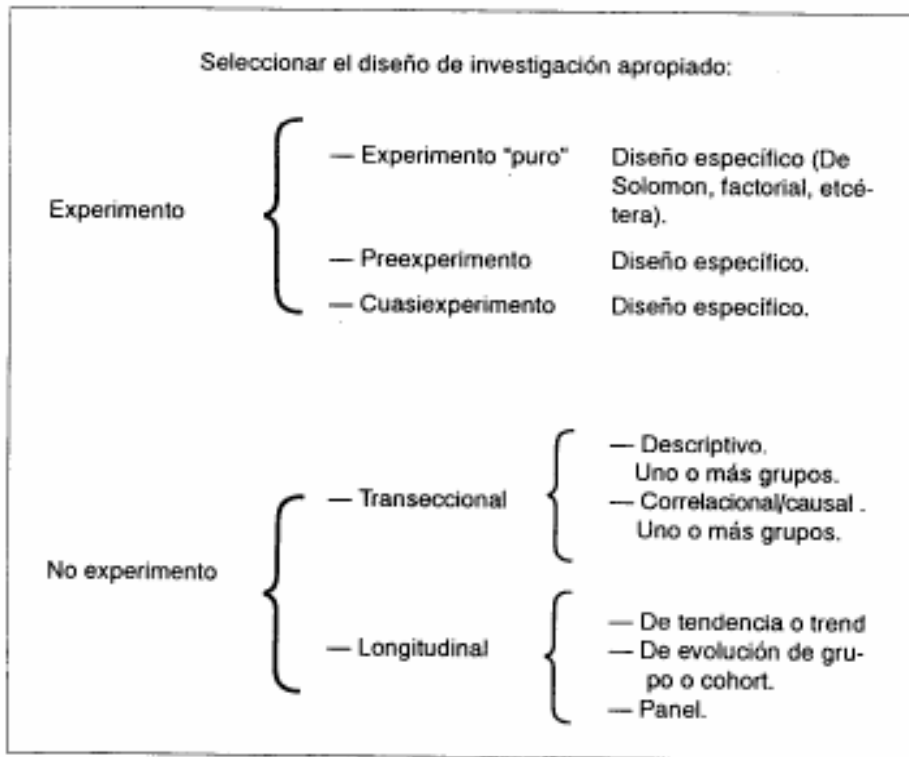 Seleccionar el diseño de investigación apropiado:
Experimento
— Experimento "puro" Diseño específico (De
Solomon, factorial, etcé-
tera).
— Preexperimento Diseño específico.
— Cuasiexperimento Diseño específico.
No experimento
— Transeccional
— Descriptivo.
Uno o más grupos.
— Correlacional/causal .
Uno o más grupos.
— Longitudinal
— De tendencia o trend
— De evolución de gru-
po o cohort.
— Panel.